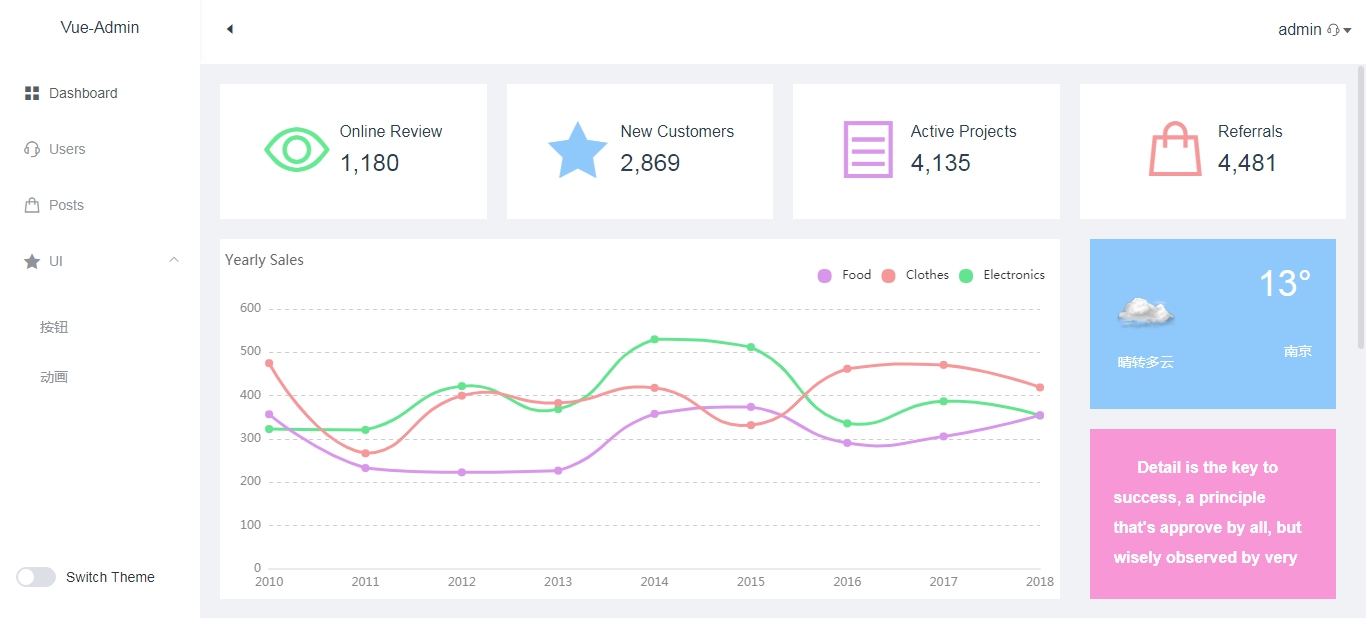 Vue-Admin
admin
Dashboard
Users
Posts
UI
按钮
动画
Switch Theme
Online Review
1,180
New Customers
2,869
Active Projects
4,135
Referrals
4,481
Yearly Sales
Food
Clothes
Electronics
600
500
400
300
200
100
0
2010
2011
2012
2013
2014
2015
2016
2017
2018
13°
南京
晴转多云
Detail is the key to
success, a principle
that's approve by all, but
wisely observed by very